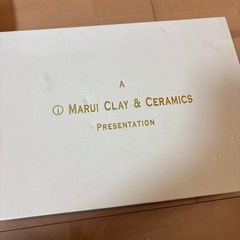 A
ⓘ MARUI CLAY & CERAMICS
PRESENTATION